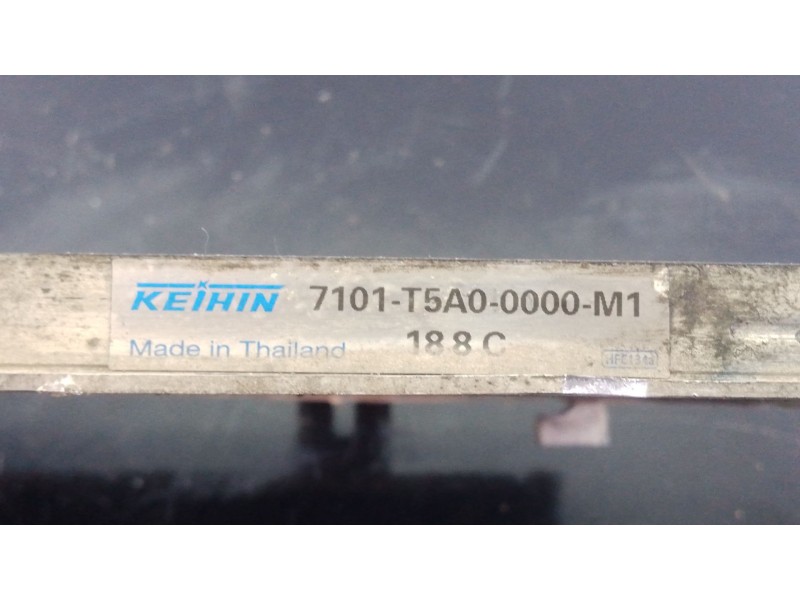 KEIHIN 7101-T5A0-0000-M1
Made in Thailand 18 8 C